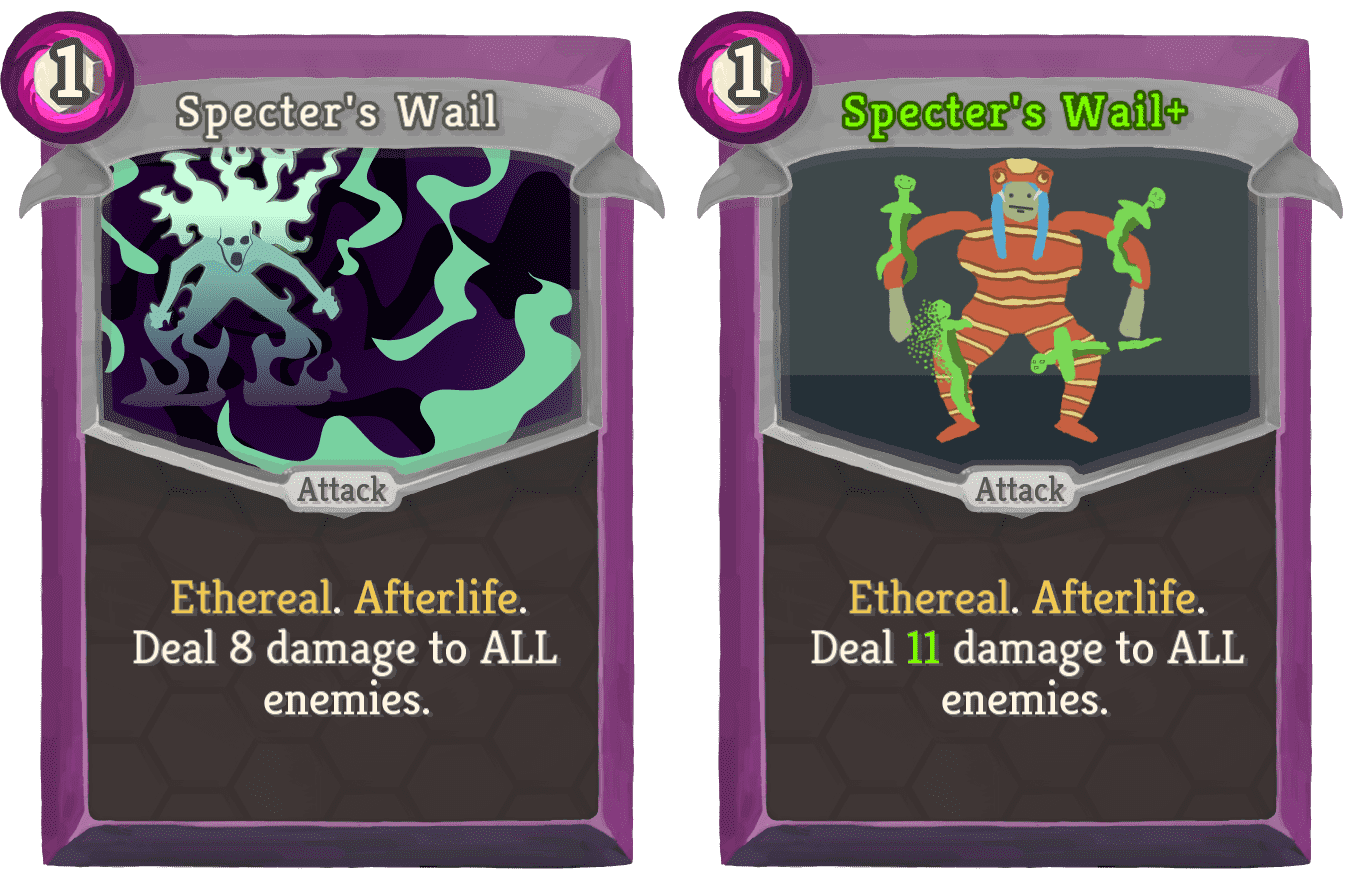 1
Specter's Wail
Attack
Ethereal. Afterlife.
Deal 8 damage to ALL
enemies.
1
Specter's Wail+
Attack
Ethereal. Afterlife.
Deal 11 damage to ALL
enemies.